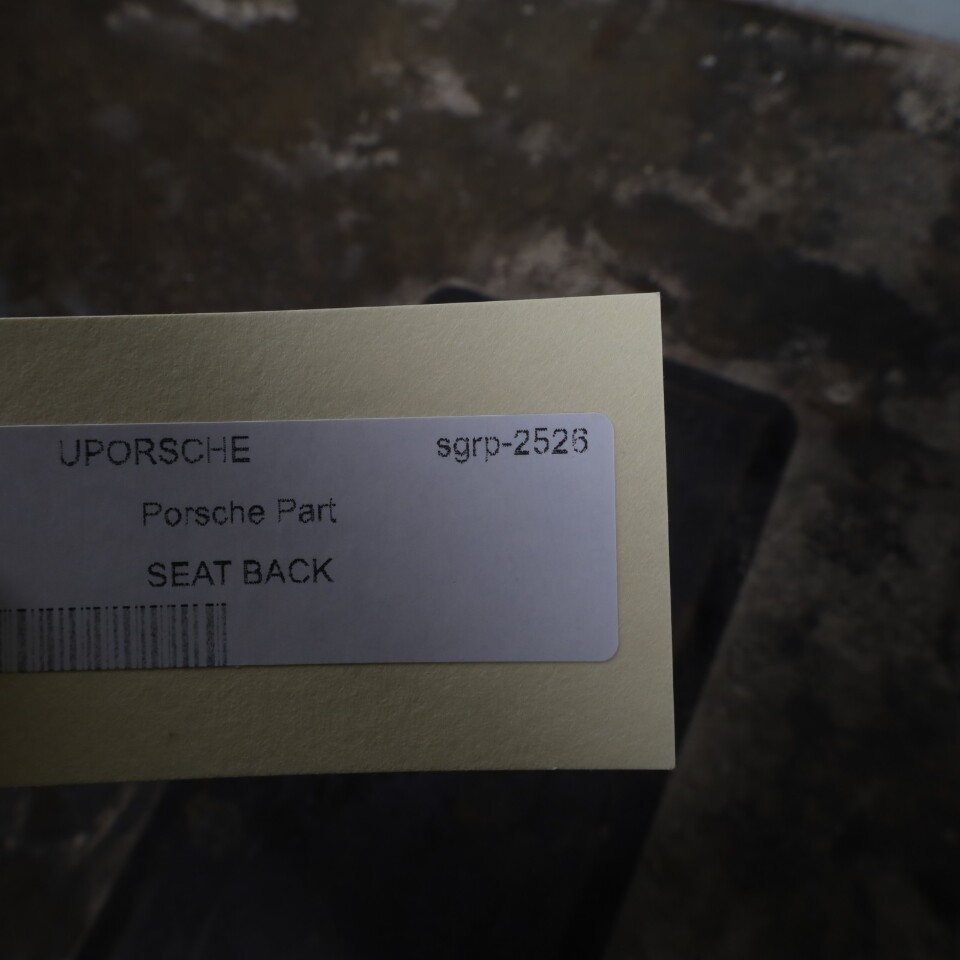 UPORSCHE sgrp-2526
Porsche Part
SEAT BACK